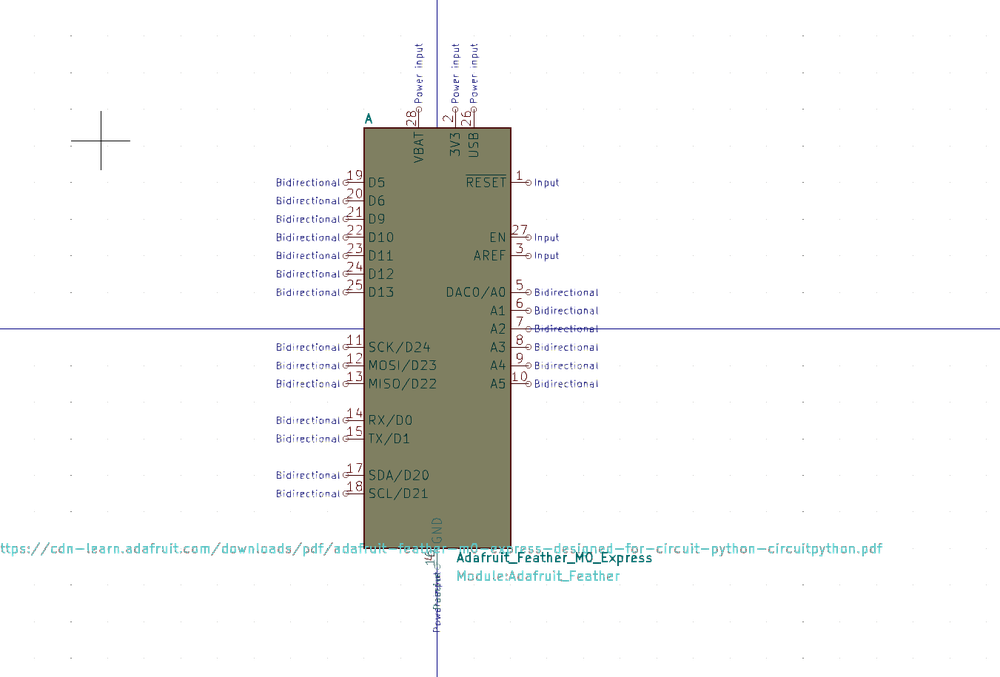 Power input
Power input
Power input
28
2
26
A
VBAT
3V3
USB
Bidirectional 19 D5
RESET 1 Input
Bidirectional 20 D6
Bidirectional 21 D9
Bidirectional 22 D10
EN 27 Input
Bidirectional 23 D11
AREF 3 Input
Bidirectional 24 D12
Bidirectional 25 D13
DAC0/A0 5 Bidirectional
A1 6 Bidirectional
A2 7 Bidirectional
Bidirectional 11 SCK/D24
A3 8 Bidirectional
Bidirectional 12 MOSI/D23
A4 9 Bidirectional
Bidirectional 13 MISO/D22
A5 10 Bidirectional
Bidirectional 14 RX/D0
Bidirectional 15 TX/D1
Bidirectional 17 SDA/D20
Bidirectional 18 SCL/D21
GND
ttps://cdn-learn.adafruit.com/downloads/pdf/adafruit-feather-m0-express-designed-for-circuit-python-circuitpython.pdf
Adafruit_Feather_M0_Express
Module:Adafruit_Feather